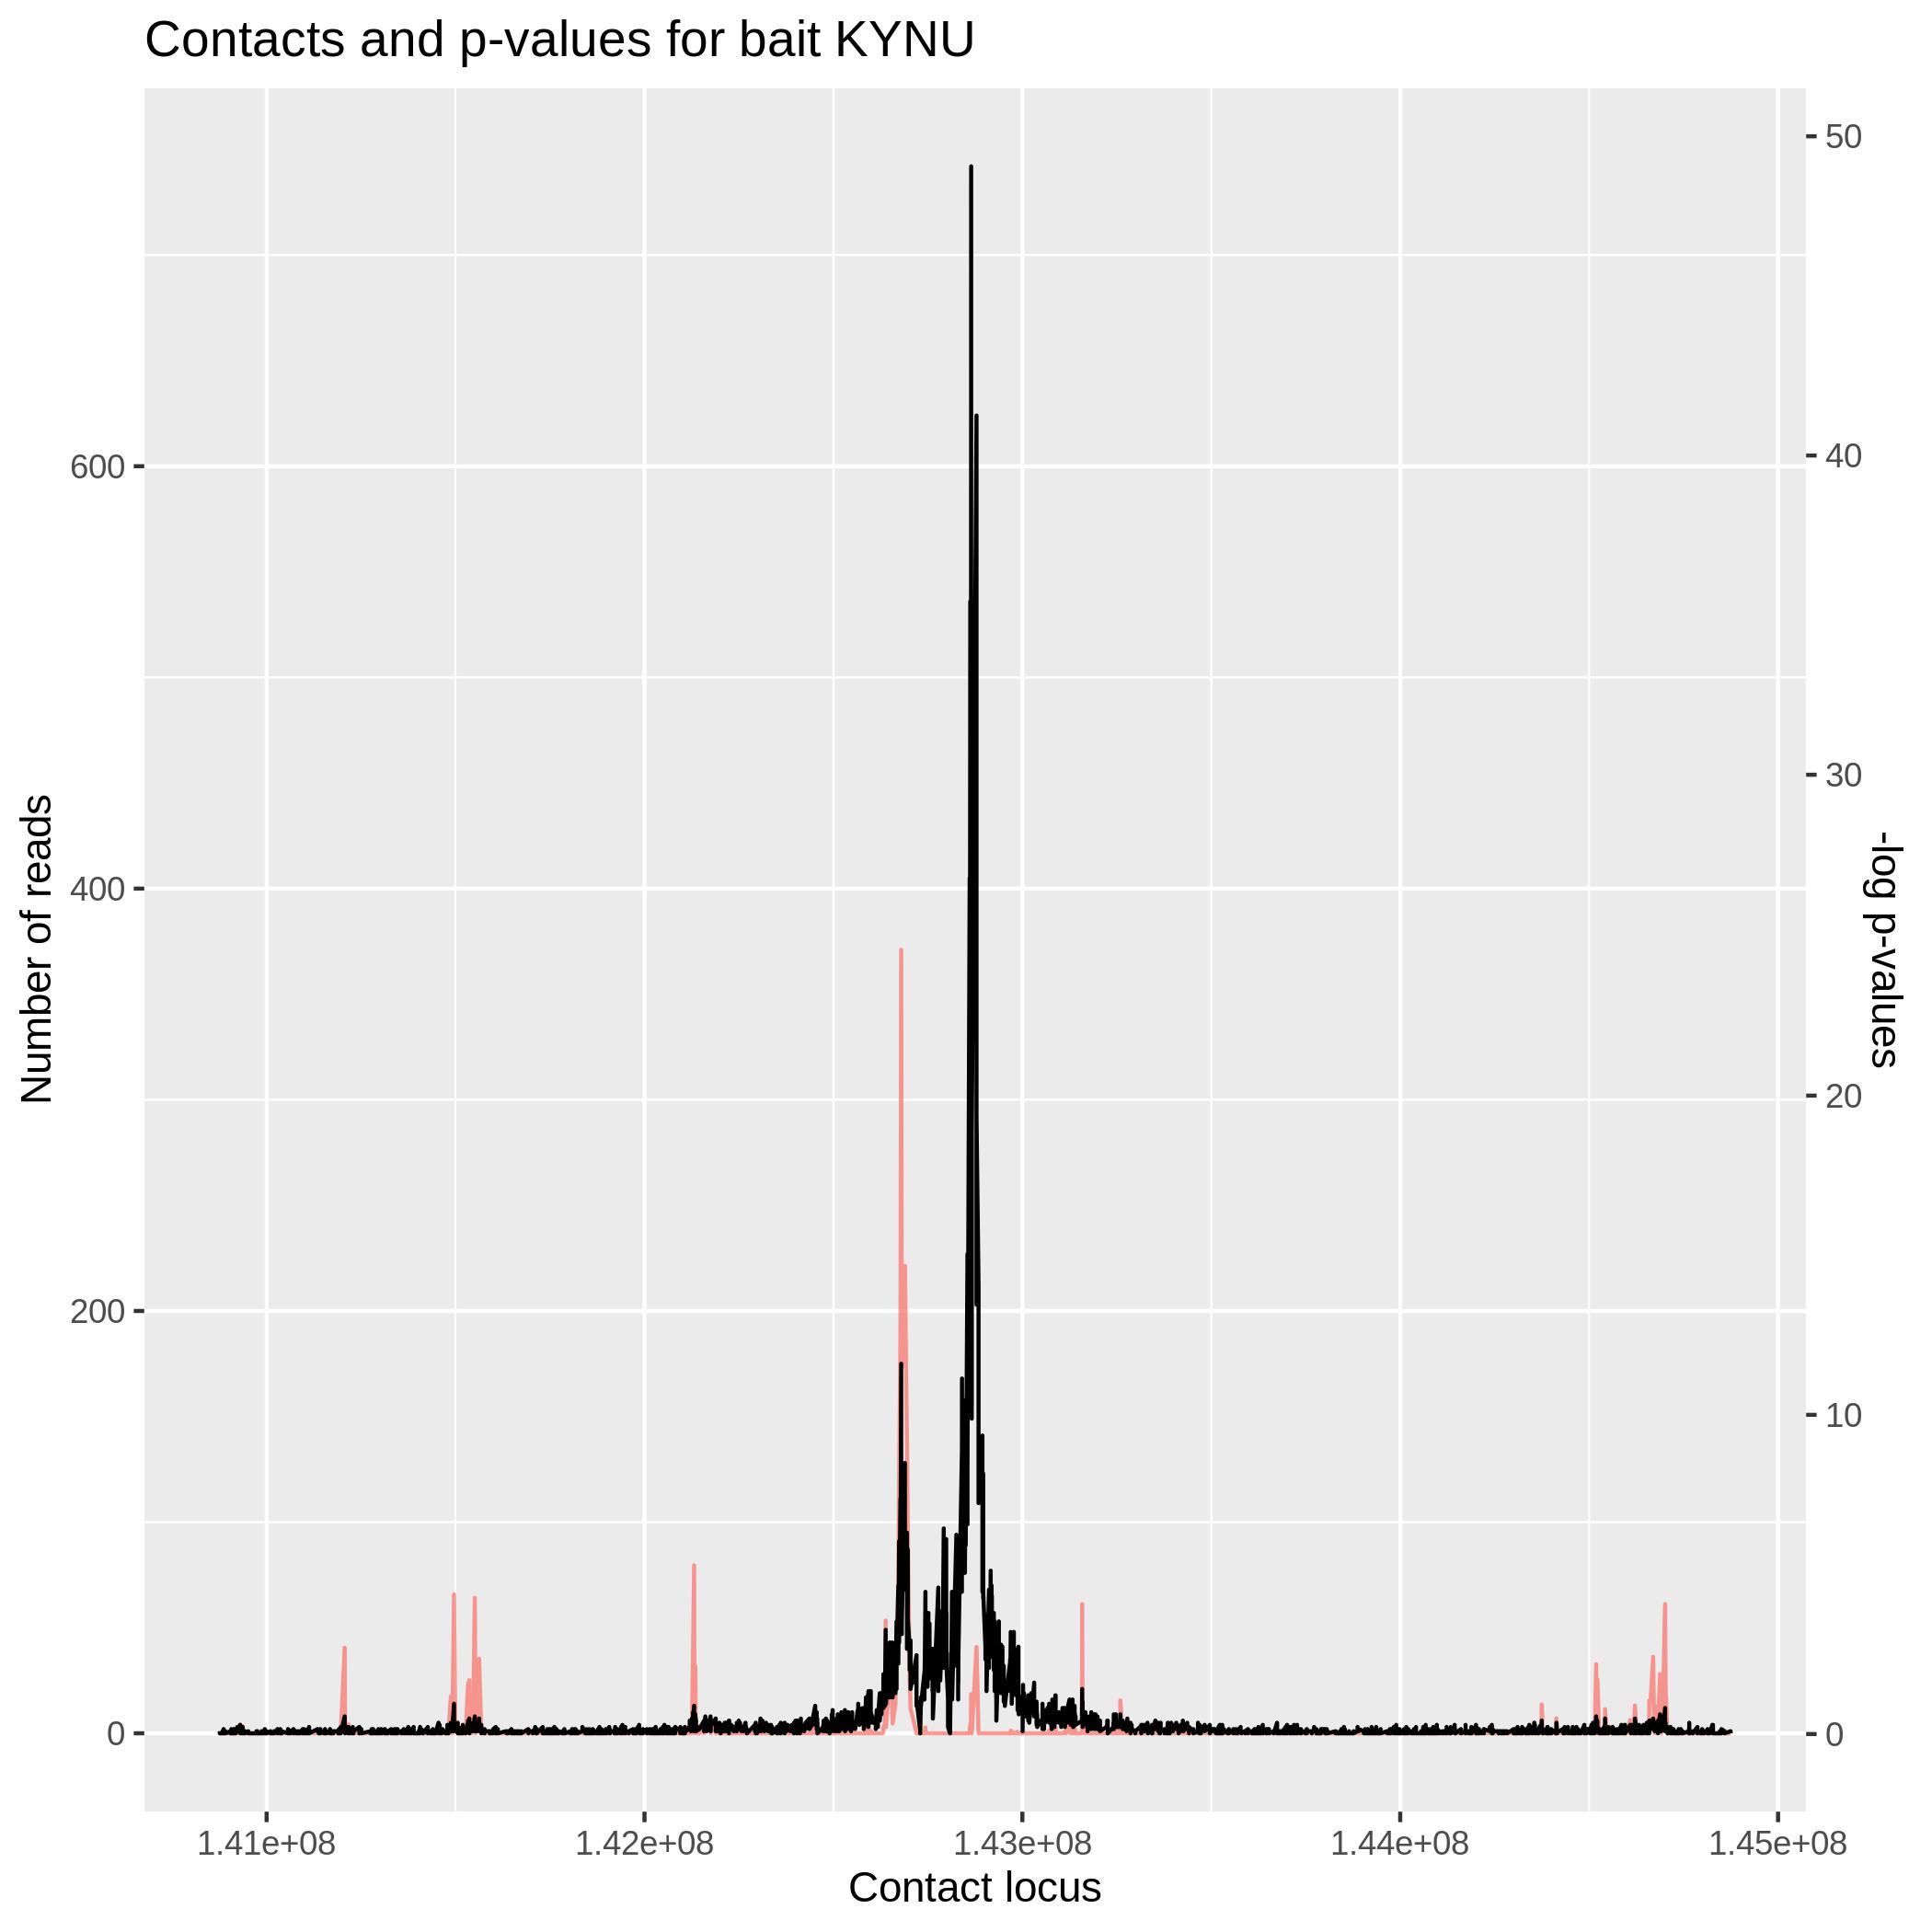 Contacts and p-values for bait KYNU
Number of reads
600
400
200
0
50
40
30
20
10
0
-log p-values
1.41e+08 1.42e+08 1.43e+08 1.44e+08 1.45e+08
Contact locus